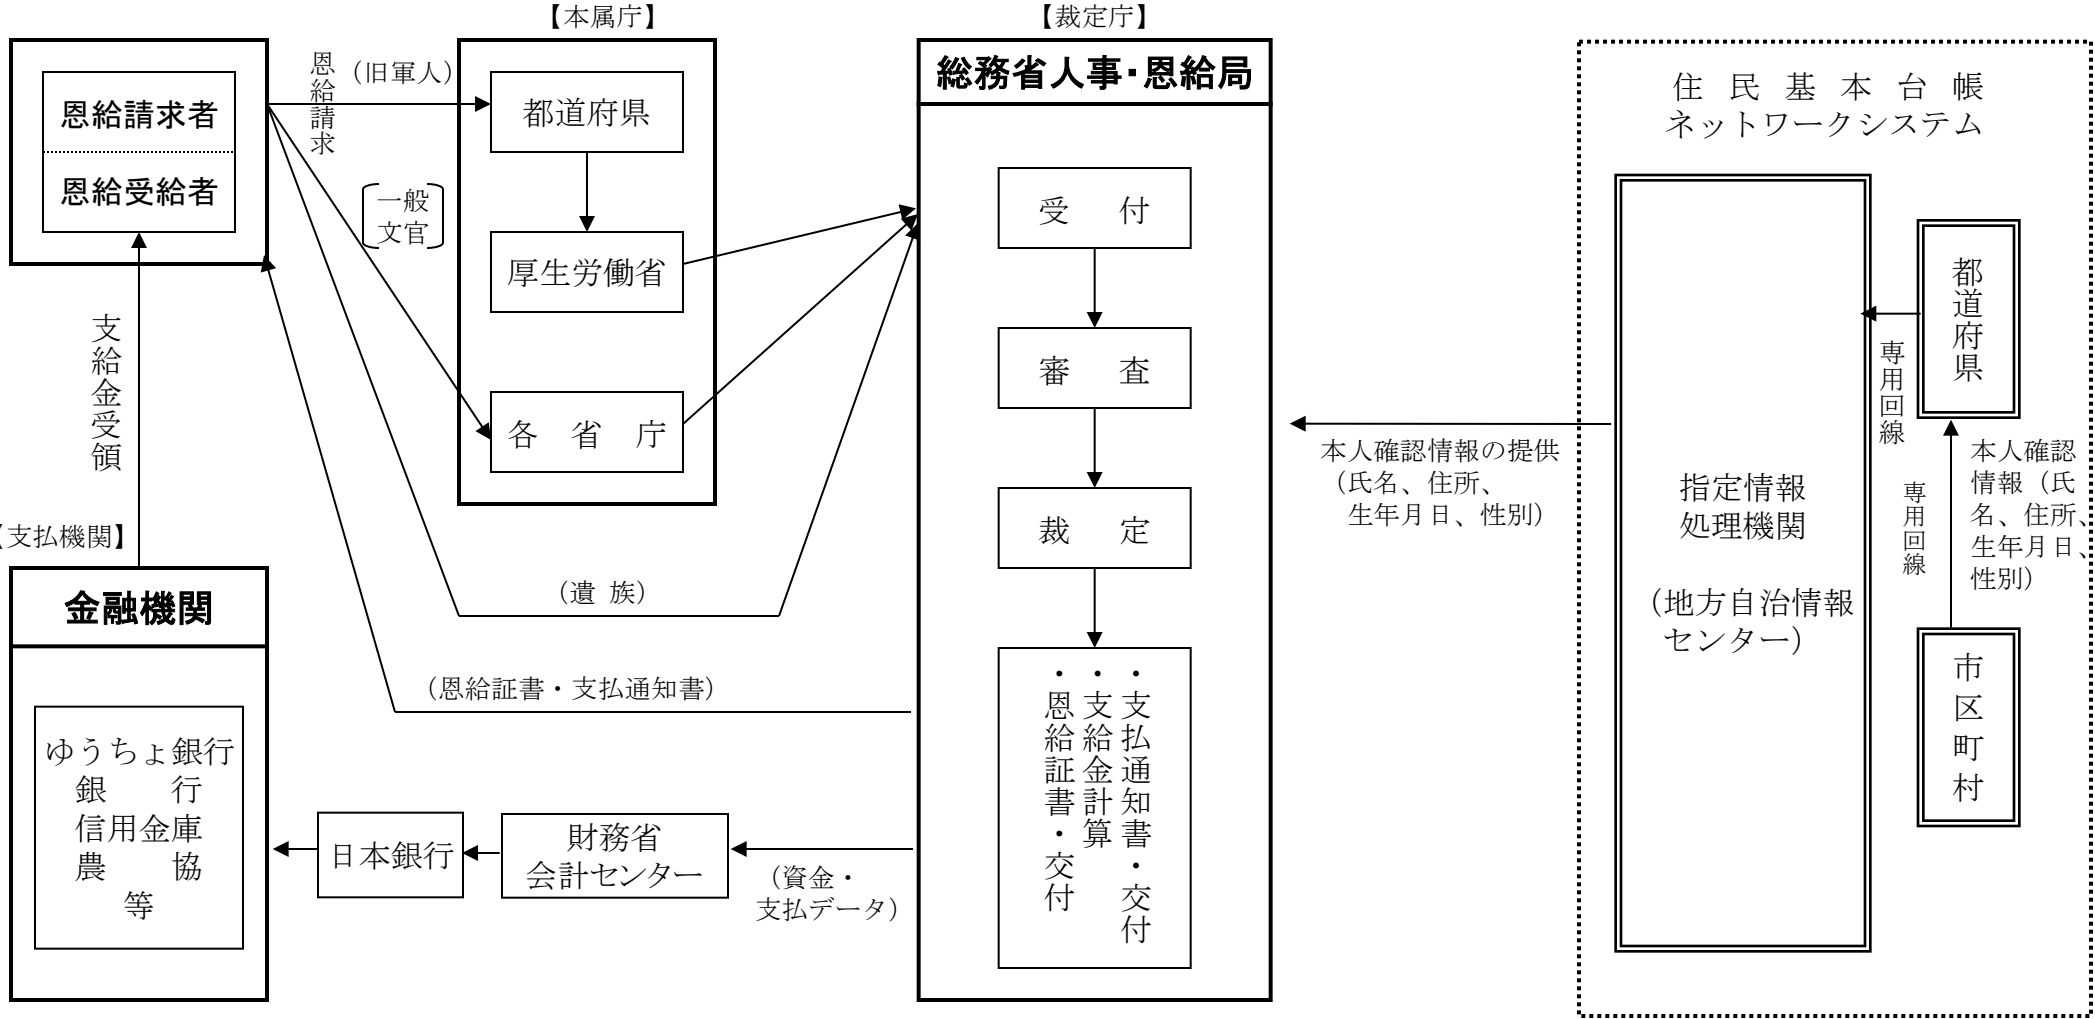 【本属庁】
【裁定庁】
恩給請求者
恩給受給者
恩給請求
（旧軍人）
一般
文官
都道府県
厚生労働省
各　省　庁
総務省人事・恩給局
受　付
審　査
裁　定
・支払通知書・交付
・支給金計算
・恩給証書・交付
住民基本台帳
ネットワークシステム
指定情報
処理機関
（地方自治情報
センター）
都道府県
専用回線
本人確認
情報（氏
名、住所、
生年月日、
性別）
専用回線
市区町村
本人確認情報の提供
（氏名、住所、
生年月日、性別）
支給金受領
【支払機関】
金融機関
ゆうちょ銀行
銀　　行
信用金庫
農　　協
等
（遺 族）
（恩給証書・支払通知書）
日本銀行
財務省
会計センター
（資金・
支払データ）